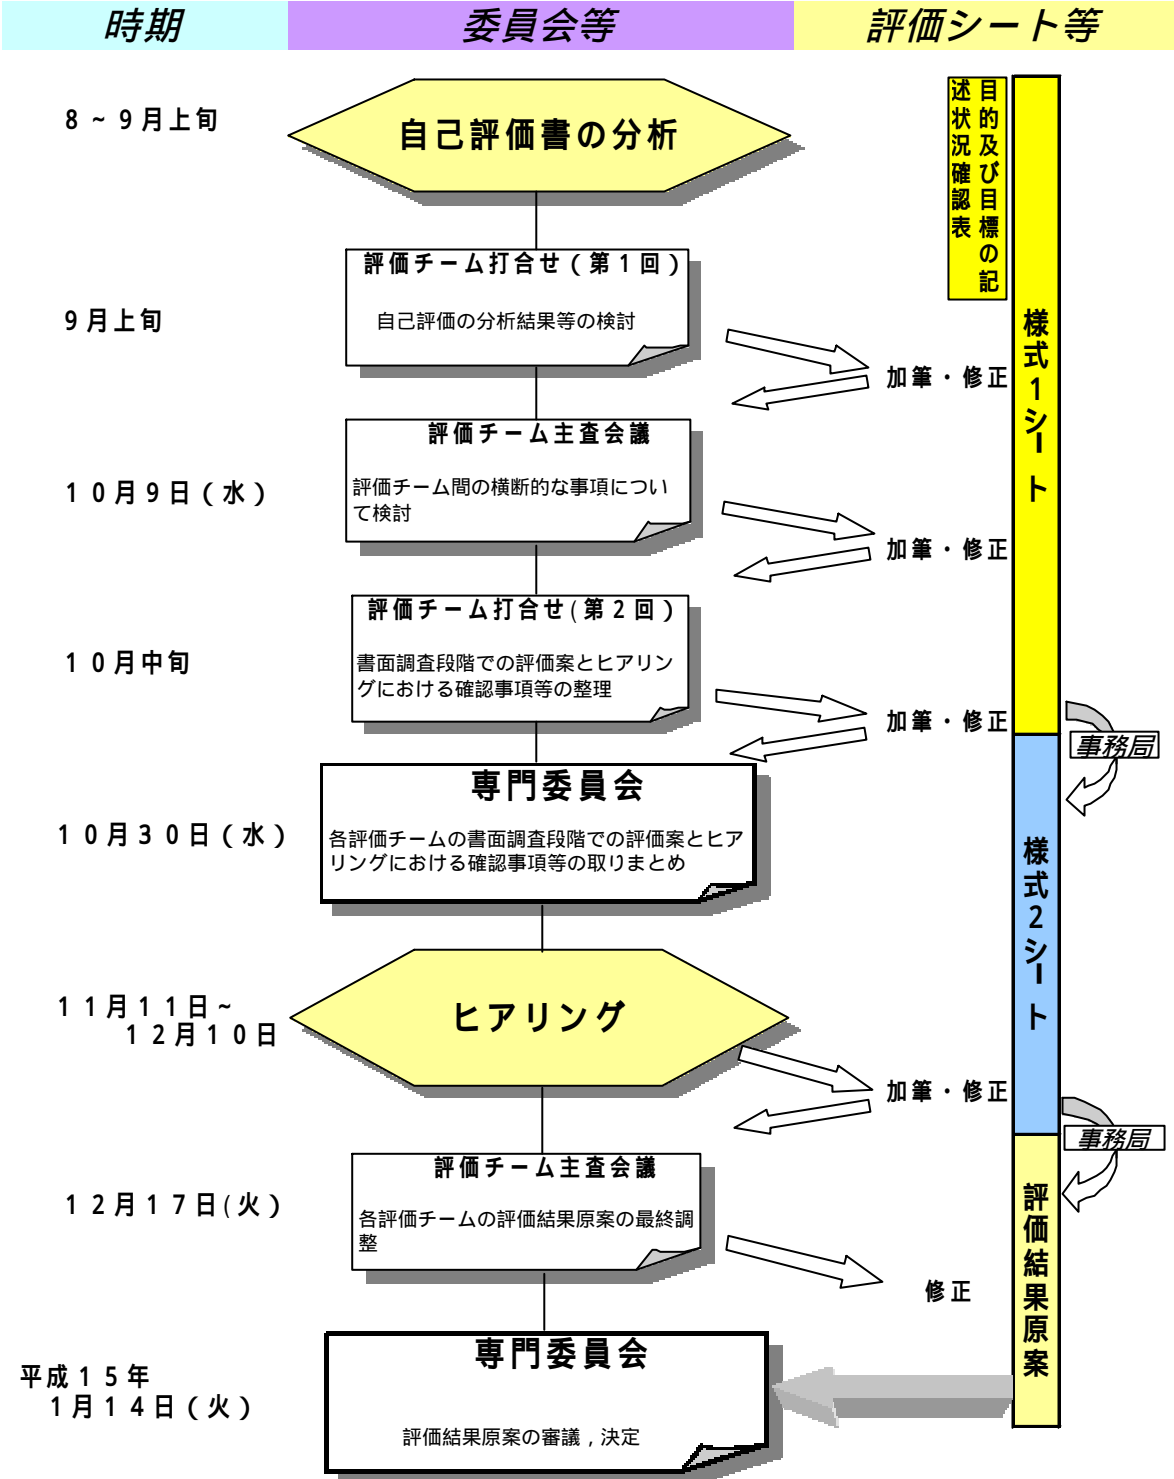 時期
委員会等
評価シート等
8~9月上旬
自己評価書の分析
目的及び目標の記
述状況確認表
9月上旬
評価チーム打合せ(第1回)
自己評価の分析結果等の検討
加筆・修正
様式1シート
10月9日(水)
評価チーム主査会議
評価チーム間の横断的な事項につい
て検討
加筆・修正
10月中旬
評価チーム打合せ(第2回)
書面調査段階での評価案とヒアリン
グにおける確認事項等の整理
加筆・修正
事務局
10月30日(水)
専門委員会
各評価チームの書面調査段階での評価案とヒア
リングにおける確認事項等の取りまとめ
様式2シート
11月11日~
12月10日
ヒアリング
加筆・修正
事務局
12月17日(火)
評価チーム主査会議
各評価チームの評価結果原案の最終調
整
修正
評価結果原案
平成15年
1月14日(火)
専門委員会
評価結果原案の審議,決定